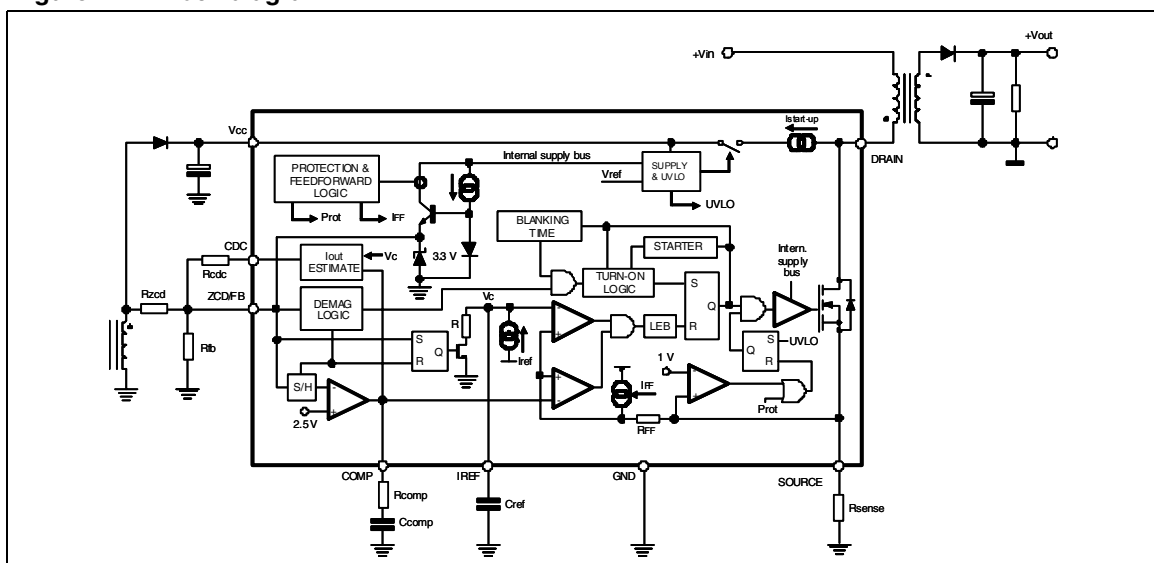 +Vin
+Vout
Vcc
Istart-up
DRAIN
Internal supply bus
PROTECTION &
FEEDFORWARD
LOGIC
SUPPLY
& UVLO
Vref
UVLO
Prot
IFF
BLANKING
TIME
STARTER
Intern.
supply
bus
CDC
Rcdc
Iout
ESTIMATE
Vc
3.3 V
TURN-ON
LOGIC
S
Q
R
Rzcd
ZCD/FB
DEMAG
LOGIC
Vc
R
Iref
LEB
Rfb
S
Q
R
S
Q
R
UVLO
1 V
S/H
-
+
2.5 V
-
+
+
-
IFF
RFF
-
+
Prot
COMP
IREF
GND
SOURCE
Rcomp
Ccomp
Cref
Rsense